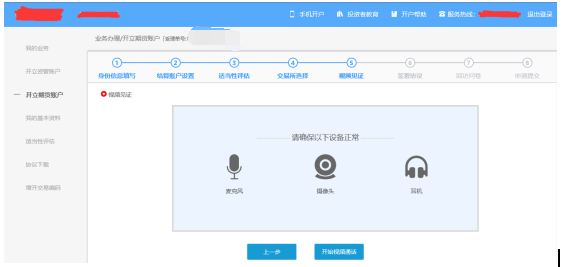 手机开户 投资者教育 开户帮助 服务热线: 退出登录
我的业务
开立资管账户
开立期货账户
我的基本资料
适当性评估
协议下载
增开交易编码
业务办理/开立期货账户 (受理单号:
1 2 3 4 5 6 7 8
身份信息填写 结算账户设置 适当性评估 交易所选择 视频见证 签署协议 回访问卷 申请提交
视频见证
请确保以下设备正常
麦克风 摄像头 耳机
上一步 开始视频通话